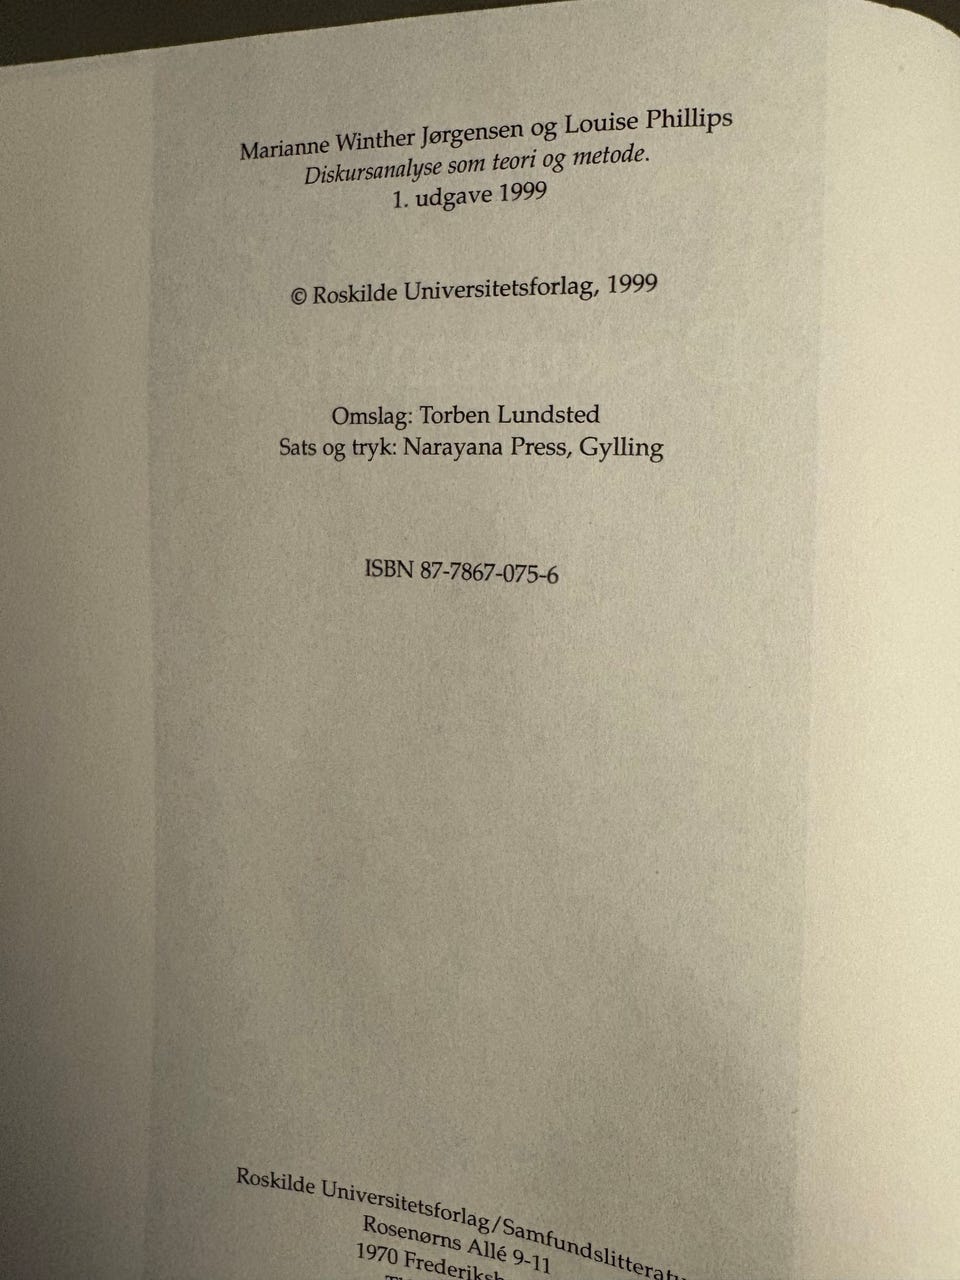 Marianne Winther Jørgensen og Louise Phillips
Diskursanalyse som teori og metode.
1. udgave 1999
© Roskilde Universitetsforlag, 1999
Omslag: Torben Lundsted
Sats og tryk: Narayana Press, Gylling
ISBN 87-7867-075-6
Roskilde Universitetsforlag/Samfundslitteratu
Rosenørns Allé 9-11
1970 Frederiksb